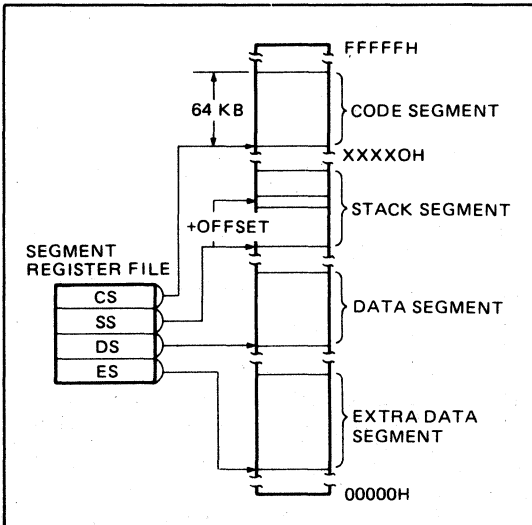 FFFFFH
64 KB
CODE SEGMENT
XXXX0H
STACK SEGMENT
+OFFSET
SEGMENT
REGISTER FILE
CS
SS
DS
ES
DATA SEGMENT
EXTRA DATA
SEGMENT
00000H